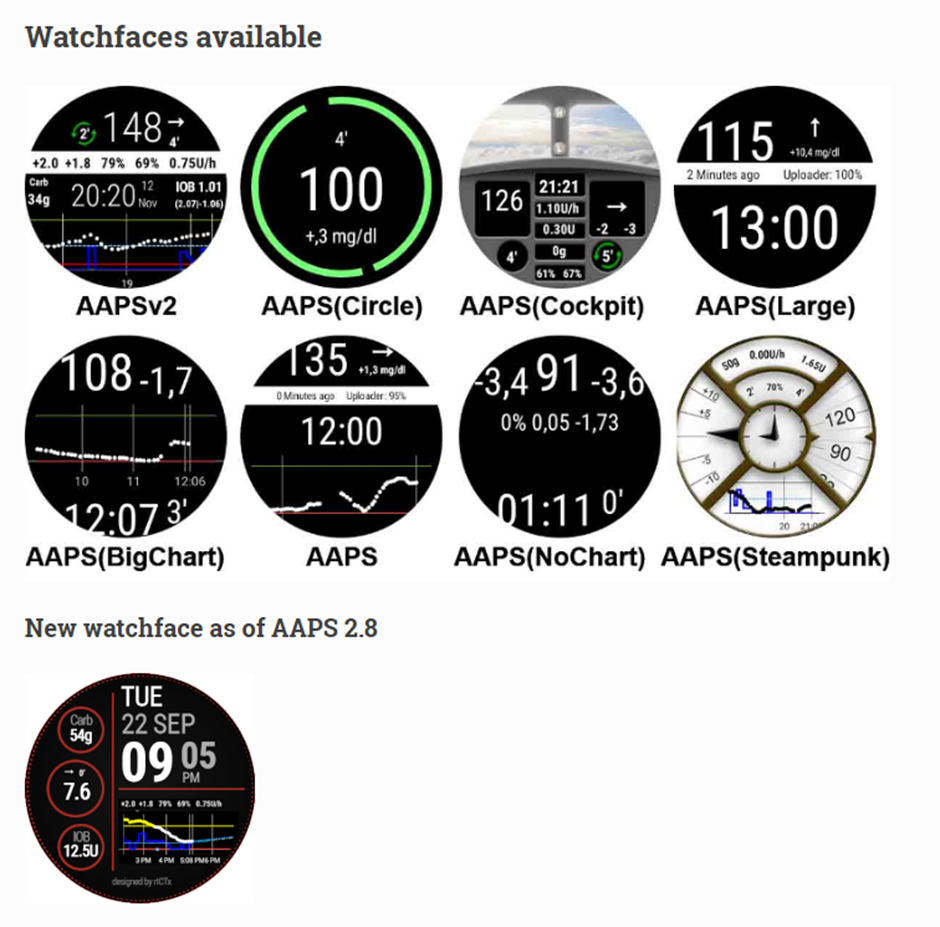 Watchfaces available
2' 148 →
4'
+2.0 +1.8 79% 69% 0.75U/h
Carb 34g 20:20 12 Nov IOB 1.01 (2.07|-1.06)
19
AAPSv2
4'
100
+,3 mg/dl
AAPS(Circle)
N
L
126 21:21 →
1.10U/h
0.30U -2 -3
4' 0g 5'
61% 67%
AAPS(Cockpit)
115 ↑
+10,4 mg/dl
2 Minutes ago Uploader: 100%
13:00
AAPS(Large)
108 -1,7
10 11 12:06
12:07 3'
AAPS(BigChart)
135 →
+1,3 mg/dl
0 Minutes ago Uploader: 95%
12:00
AAPS
-3,4 91 -3,6
0% 0,05 -1,73
01:11 0'
AAPS(NoChart)
50g 0.00U/h 1.65U
2' 70% 4'
+10
+5
-5
-10
120
90
20
AAPS(Steampunk)
New watchface as of AAPS 2.8
TUE
22 SEP
09 05
PM
Carb
54g
→ 0'
7.6
IOB
12.5U
+2.0 +1.8 79% 69% 0.75U/h
3 PM 4 PM 5:08 PM6 PM
designed by rICTx